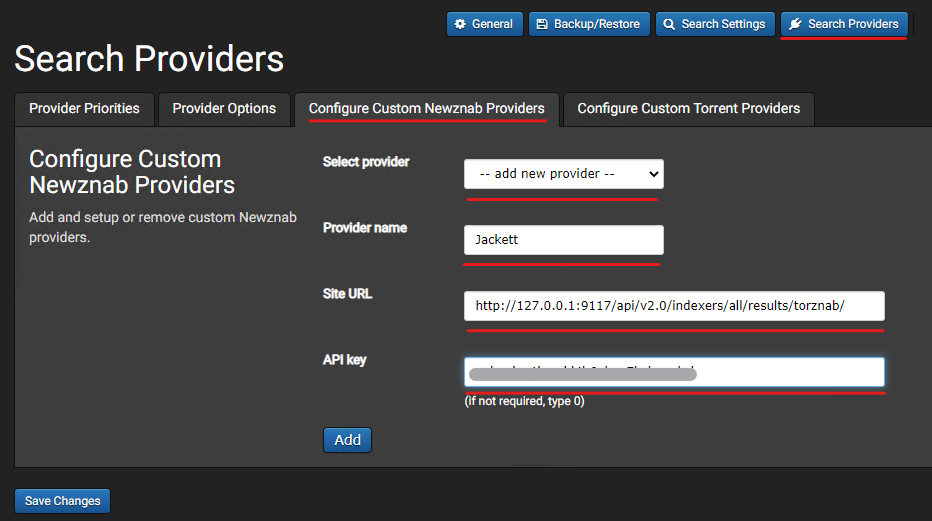 General
Backup/Restore
Search Settings
Search Providers
Search Providers
Provider Priorities
Provider Options
Configure Custom Newznab Providers
Configure Custom Torrent Providers
Configure Custom
Newznab Providers
Add and setup or remove custom Newznab
providers.
Select provider
-- add new provider --
Provider name
Jackett
Site URL
http://127.0.0.1:9117/api/v2.0/indexers/all/results/torznab/
API key
(if not required, type 0)
Add
Save Changes